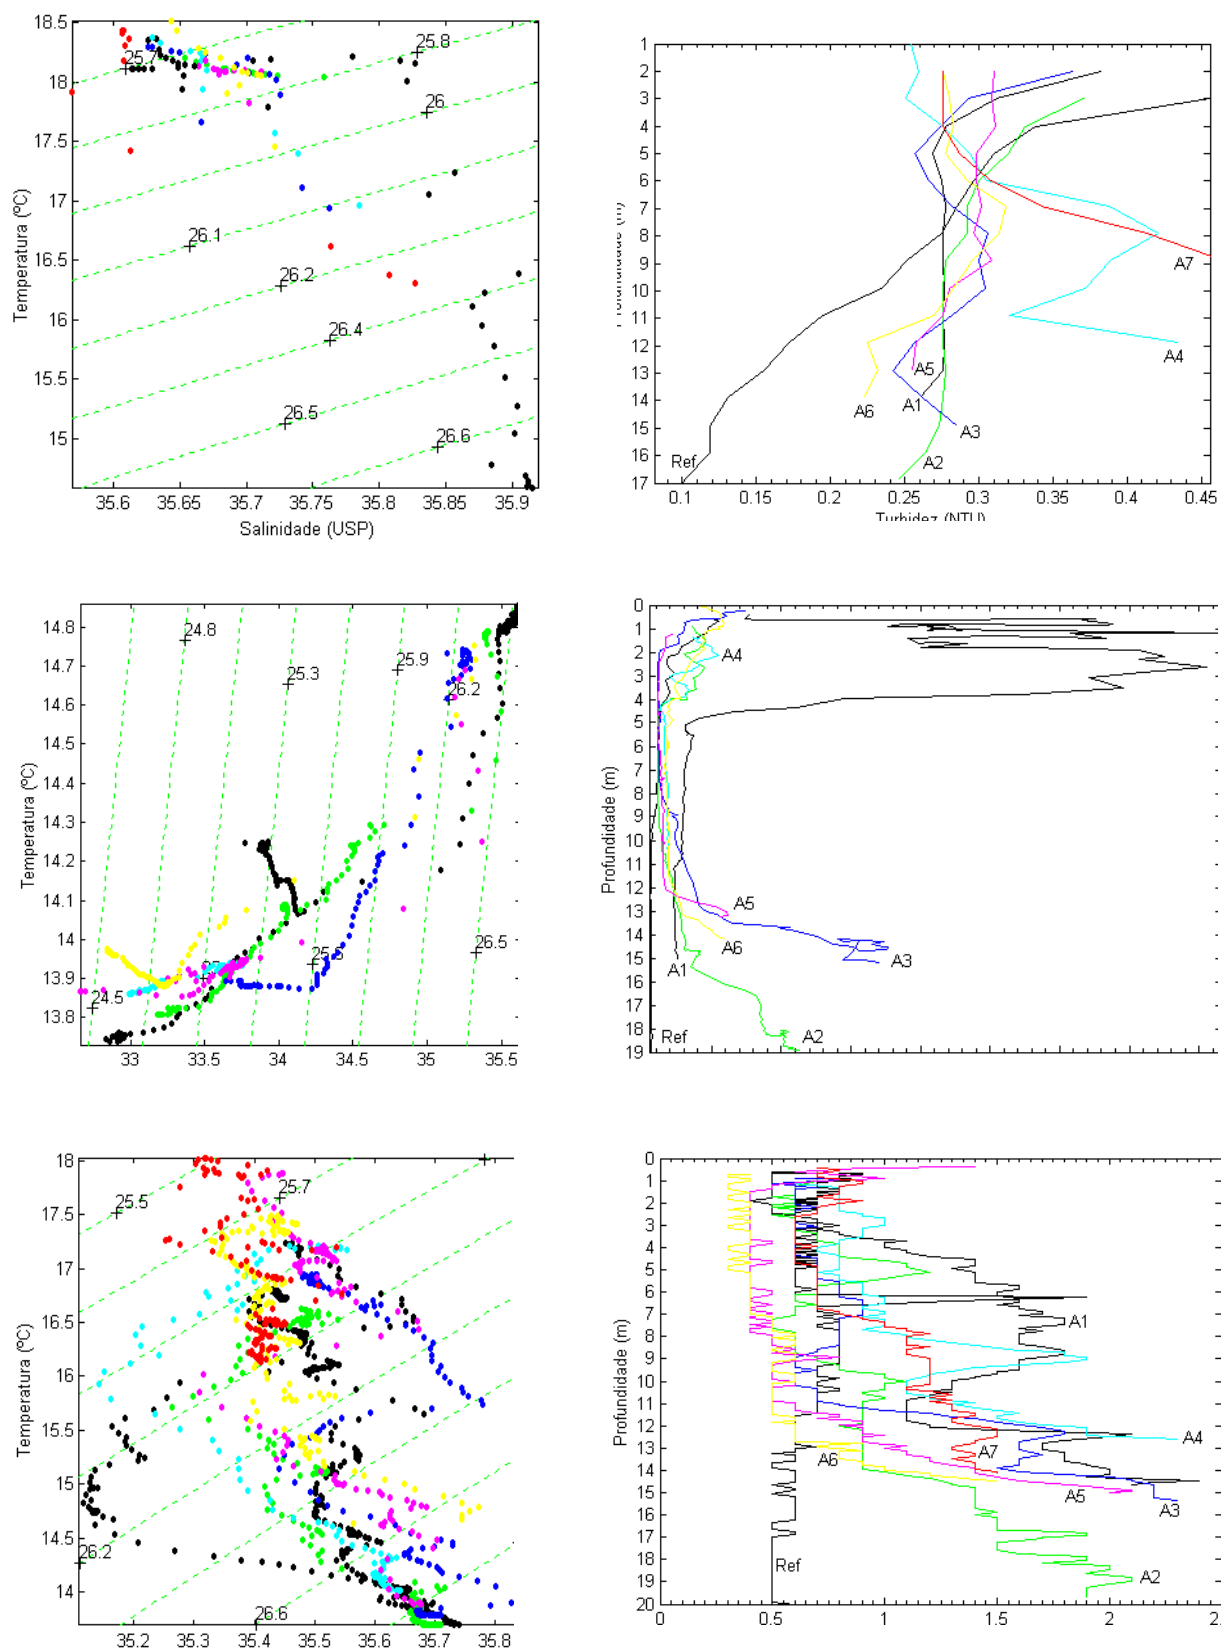 18.5
18
17.5
17
16.5
16
15.5
15
Temperatura (ºC)
25.7
25.8
26
26.1
26.2
26.4
26.5
26.6
35.6 35.65 35.7 35.75 35.8 35.85 35.9
Salinidade (USP)
1
2
3
4
5
6
7
8
9
10
11
12
13
14
15
16
17
A7
A4
A5
A6
A1
A3
A2
Ref
0.1 0.15 0.2 0.25 0.3 0.35 0.4 0.45
Turbidez (NTU)
14.8
14.7
14.6
14.5
14.4
14.3
14.2
14.1
14
13.9
13.8
Temperatura (ºC)
24.8
25.3
25.9
26.2
26.5
24.5
33 33.5 34 34.5 35 35.5
0
1
2
3
4
5
6
7
8
9
10
11
12
13
14
15
16
17
18
19
Profundidade (m)
A4
A5
A6
A1
A3
A2
Ref
18
17.5
17
16.5
16
15.5
15
14.5
14
Temperatura (ºC)
25.5
25.7
26.2
26.6
35.2 35.3 35.4 35.5 35.6 35.7 35.8
0
1
2
3
4
5
6
7
8
9
10
11
12
13
14
15
16
17
18
19
20
Profundidade (m)
A1
A4
A7
A6
A5
A3
Ref
A2
0 0.5 1 1.5 2